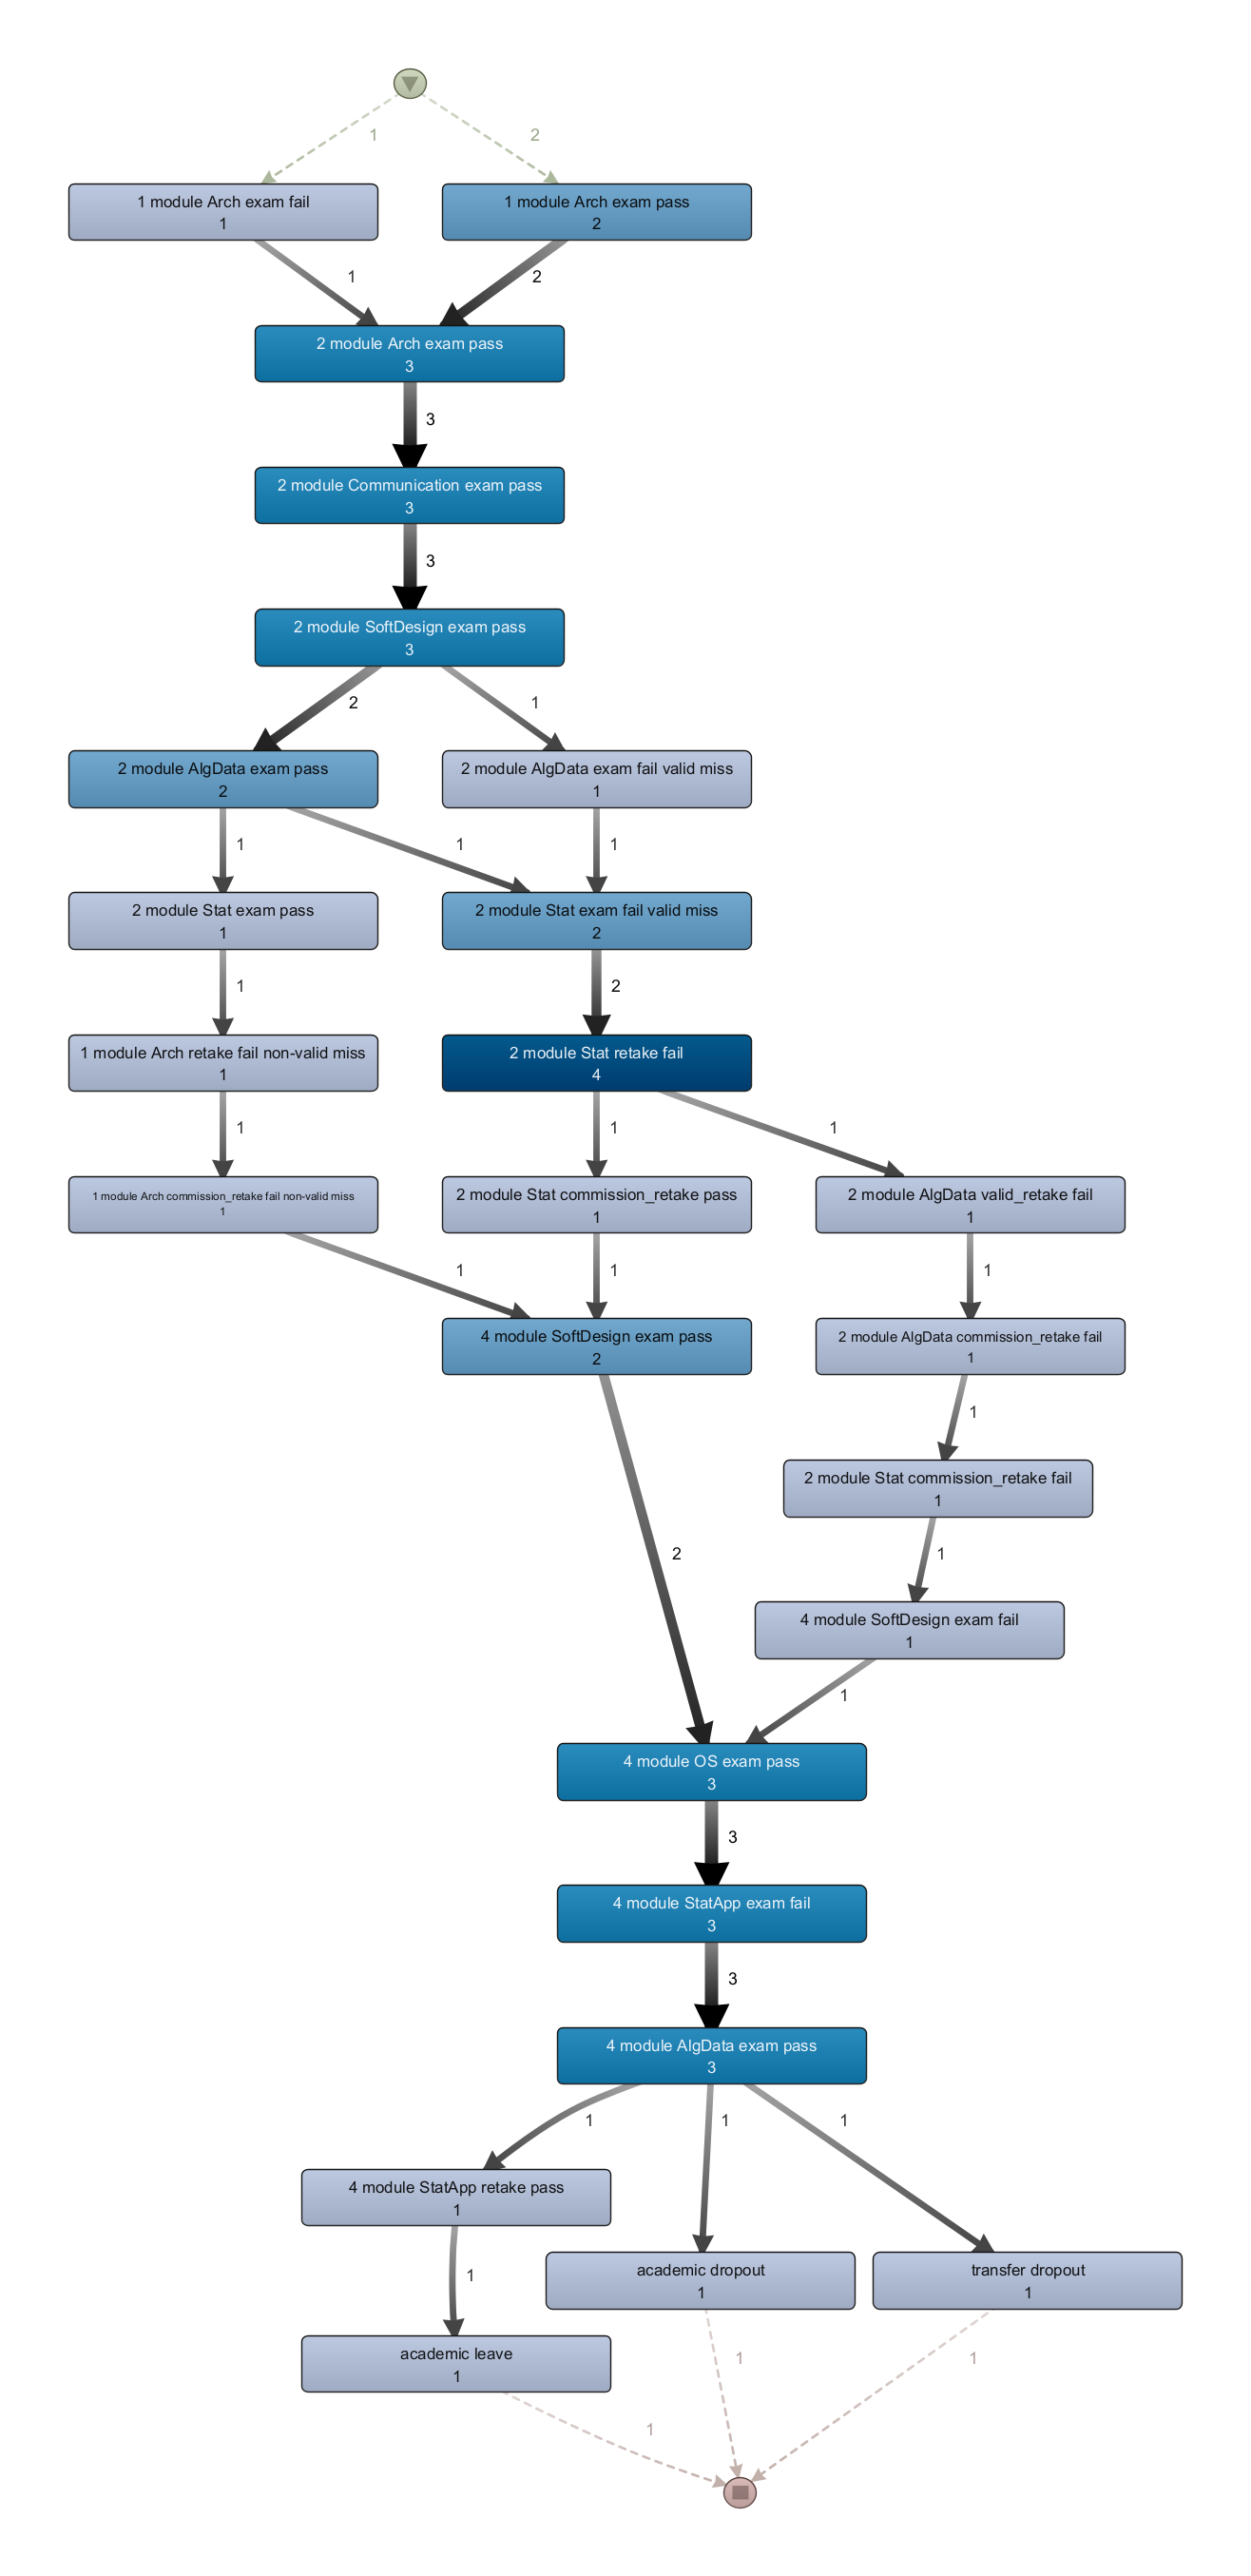 1
2
1 module Arch exam fail
1
1 module Arch exam pass
2
1
2
2 module Arch exam pass
3
3
2 module Communication exam pass
3
3
2 module SoftDesign exam pass
3
2
1
2 module AlgData exam pass
2
2 module AlgData exam fail valid miss
1
1
1
1
2 module Stat exam pass
1
2 module Stat exam fail valid miss
2
1
2
1 module Arch retake fail non-valid miss
1
2 module Stat retake fail
4
1
1
1
1 module Arch commission_retake fail non-valid miss
1
2 module Stat commission_retake pass
1
2 module AlgData valid_retake fail
1
1
1
1
4 module SoftDesign exam pass
2
2 module AlgData commission_retake fail
1
1
2 module Stat commission_retake fail
1
2
1
4 module SoftDesign exam fail
1
1
4 module OS exam pass
3
3
4 module StatApp exam fail
3
3
4 module AlgData exam pass
3
1
1
1
4 module StatApp retake pass
1
academic dropout
1
transfer dropout
1
1
academic leave
1
1
1
1